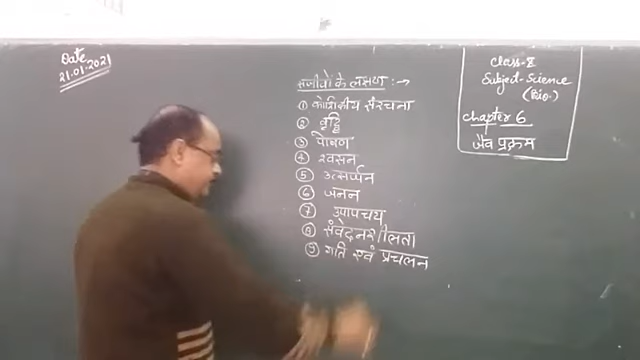 Date
21.01.2021
सजीवों के लक्षण :→
① कोशिकीय संरचना
② वृद्धि
③ पोषण
④ श्वसन
⑤ उत्सर्जन
⑥ जनन
⑦ उपापचय
⑧ संवेदनशीलता
⑨ गति एवं प्रचलन
Class-X
Subject-Science
(Bio.)
Chapter 6
जैव प्रक्रम